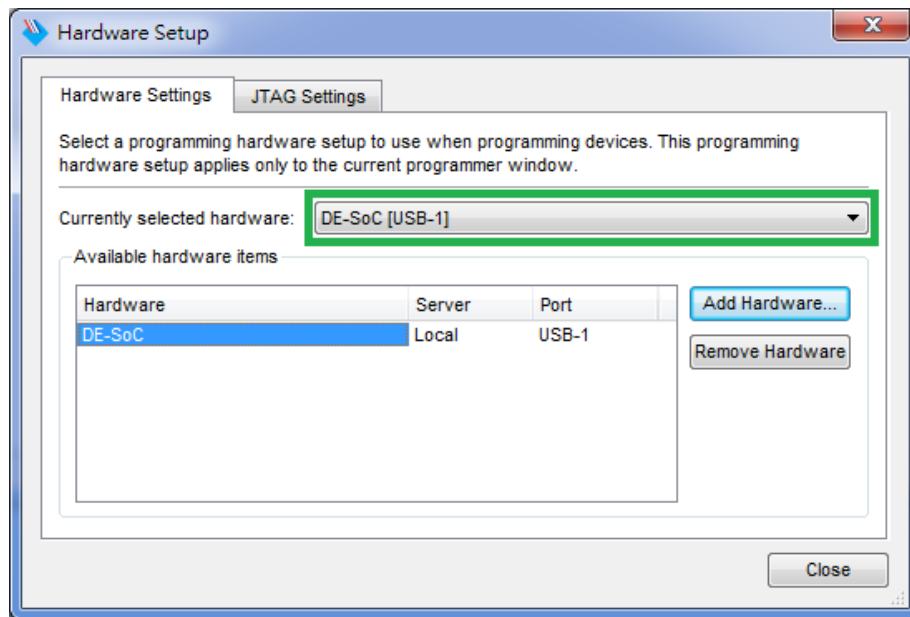 Hardware Setup
Hardware Settings
JTAG Settings
Select a programming hardware setup to use when programming devices. This programming
hardware setup applies only to the current programmer window.
Currently selected hardware:
DE-SoC [USB-1]
Available hardware items
Hardware Server Port
DE-SoC Local USB-1
Add Hardware...
Remove Hardware
Close